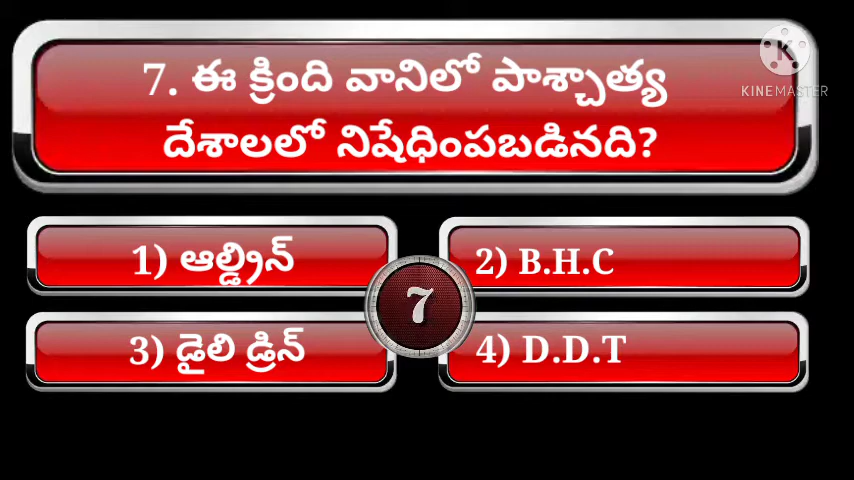 7. ఈ క్రింది వానిలో పాశ్చాత్య
దేశాలలో నిషేధింపబడినది?
KINEMASTER
1) ఆల్డ్రిన్
2) B.H.C
7
3) డైలి డ్రిన్
4) D.D.T